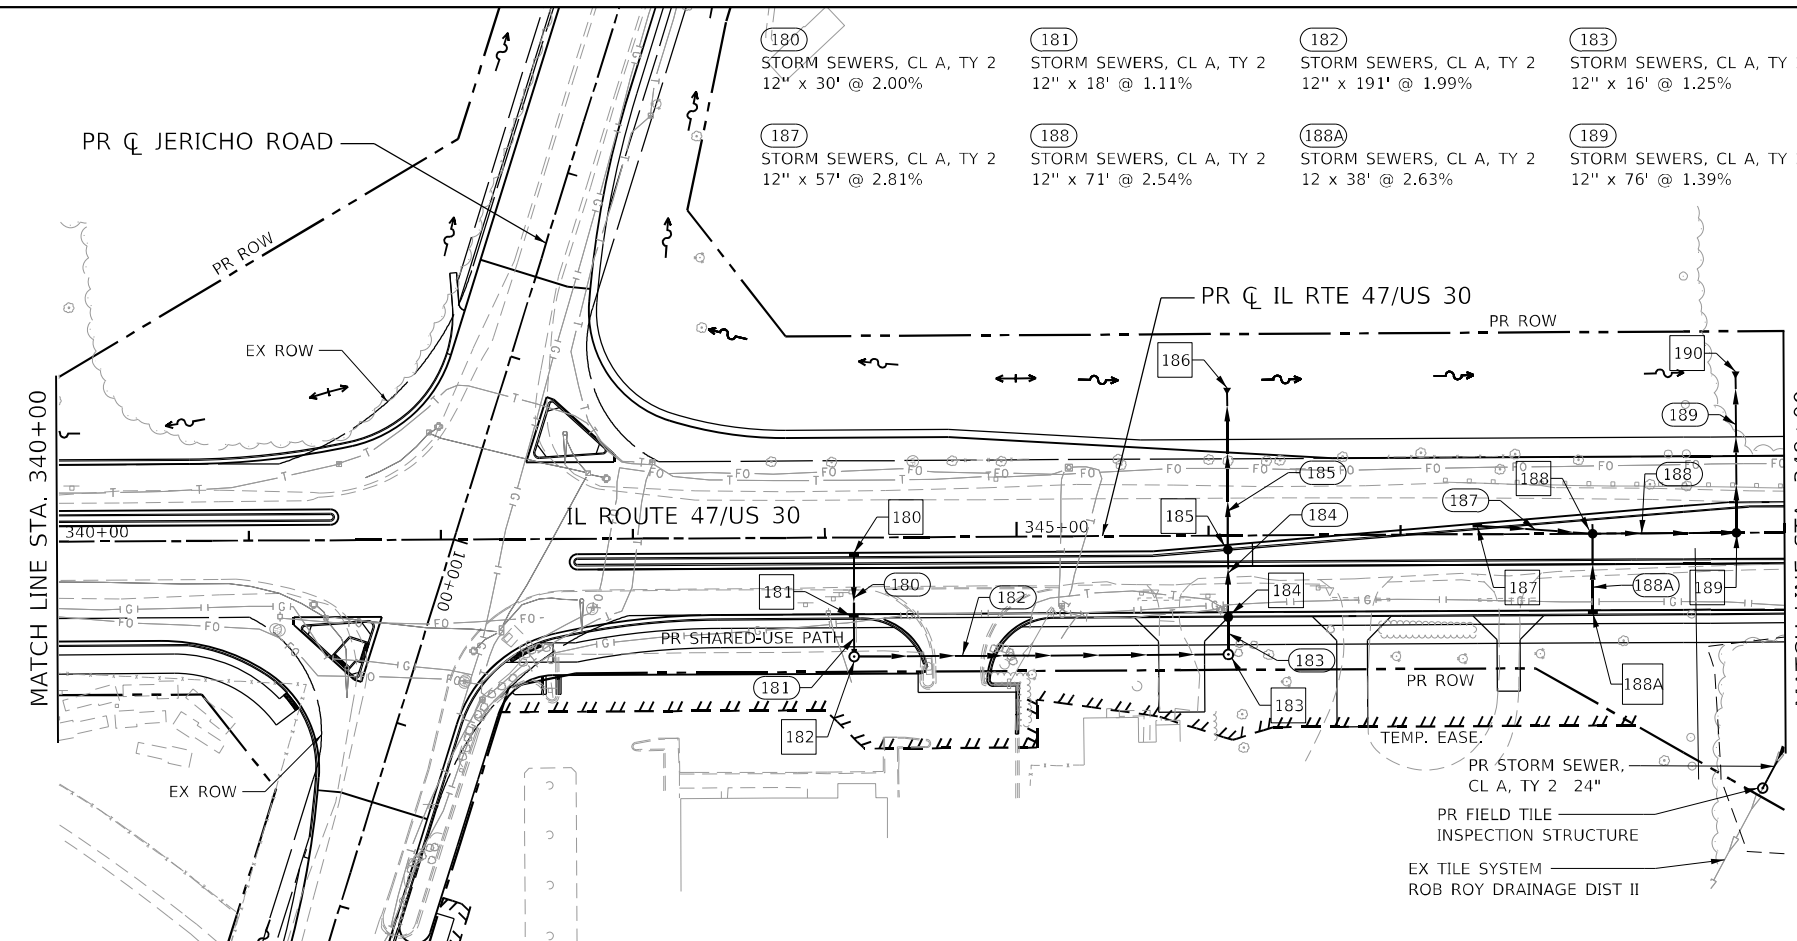 180
STORM SEWERS, CL A, TY 2
12" x 30' @ 2.00%
181
STORM SEWERS, CL A, TY 2
12" x 18' @ 1.11%
182
STORM SEWERS, CL A, TY 2
12" x 191' @ 1.99%
183
STORM SEWERS, CL A, TY
12" x 16' @ 1.25%
187
STORM SEWERS, CL A, TY 2
12" x 57' @ 2.81%
188
STORM SEWERS, CL A, TY 2
12" x 71' @ 2.54%
188A
STORM SEWERS, CL A, TY 2
12 x 38' @ 2.63%
189
STORM SEWERS, CL A, TY
12" x 76' @ 1.39%
PR ℄ JERICHO ROAD
PR ROW
PR ℄ IL RTE 47/US 30
PR ROW
EX ROW
186
190
189
MATCH LINE STA. 340+00
185
188
188
187
IL ROUTE 47/US 30
180
185
184
340+00
345+00
100+00
181
180
182
184
187
188A
189
PR SHARED-USE PATH
183
181
PR ROW
188A
183
182
TEMP. EASE.
EX ROW
PR STORM SEWER,
CL A, TY 2 24"
PR FIELD TILE
INSPECTION STRUCTURE
EX TILE SYSTEM
ROB ROY DRAINAGE DIST II
FO FO FO FO FO FO FO
T T T T